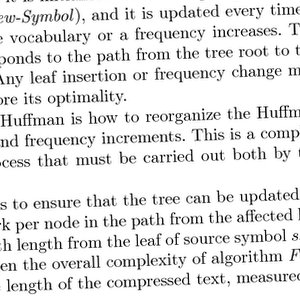 ew-Symbol), and it is updated every time
e vocabulary or a frequency increases. T
ponds to the path from the tree root to t
Any leaf insertion or frequency change m
ore its optimality.
Huffman is how to reorganize the Huffm
nd frequency increments. This is a comp
ocess that must be carried out both by t
s to ensure that the tree can be updated
rk per node in the path from the affected l
th length from the leaf of source symbol s
en the overall complexity of algorithm F
length of the compressed text, measured